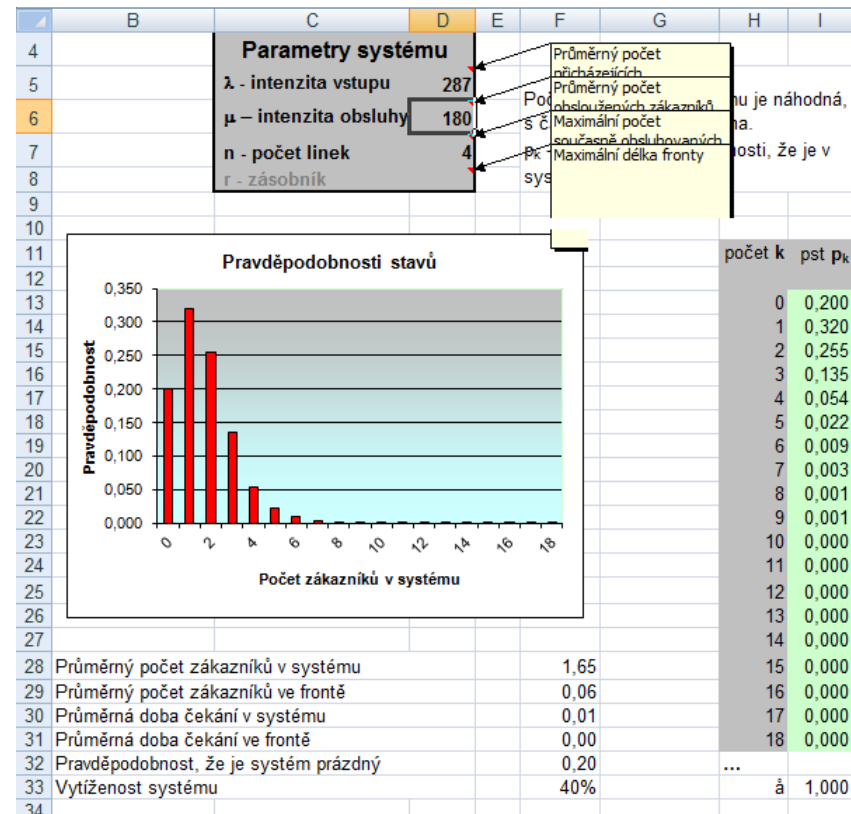 B C D E F G H I
4 Parametry systému Průměrný počet
přicházejících
5 λ - intenzita vstupu 287 Průměrný počet
obsloužených zákazníků je náhodná,
6 μ – intenzita obsluhy 180 s Maximální počet
současně obsluhovaných
7 n - počet linek 4 Maximální délka fronty že je v
8 r - zásobník
9
10
11 Pravděpodobnosti stavů počet k pst pk
12
13 0 0,200
14 1 0,320
15 2 0,255
16 3 0,135
17 4 0,054
18 5 0,022
19 6 0,009
20 7 0,003
21 8 0,001
22 9 0,001
23 10 0,000
24 11 0,000
25 12 0,000
26 13 0,000
27 14 0,000
0,350
0,300
0,250
0,200
0,150
0,100
0,050
0,000
Pravděpodobnost
0 2 4 6 8 10 12 14 16 18
Počet zákazníků v systému
28 Průměrný počet zákazníků v systému 1,65 15 0,000
29 Průměrný počet zákazníků ve frontě 0,06 16 0,000
30 Průměrná doba čekání v systému 0,01 17 0,000
31 Průměrná doba čekání ve frontě 0,00 18 0,000
32 Pravděpodobnost, že je systém prázdný 0,20 ...
33 Vytíženost systému 40% å 1,000
34